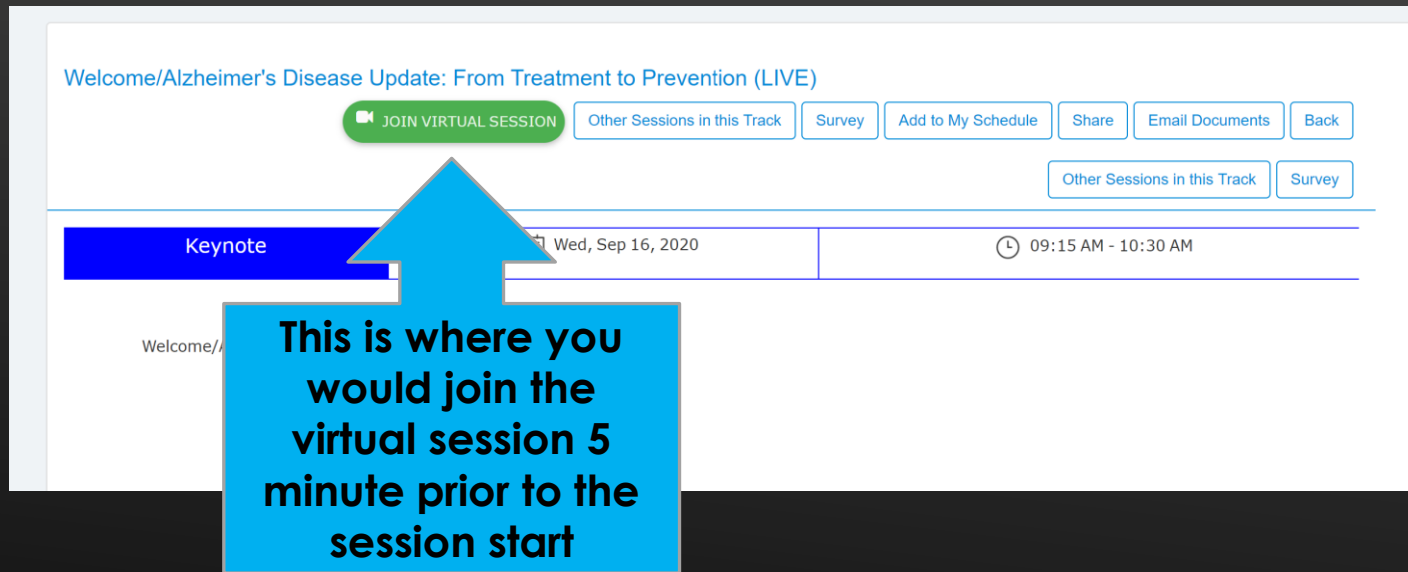 Welcome/Alzheimer's Disease Update: From Treatment to Prevention (LIVE)
JOIN VIRTUAL SESSION Other Sessions in this Track Survey Add to My Schedule Share Email Documents Back
Other Sessions in this Track Survey
Keynote Wed, Sep 16, 2020 09:15 AM - 10:30 AM
Welcome/
This is where you
would join the
virtual session 5
minute prior to the
session start